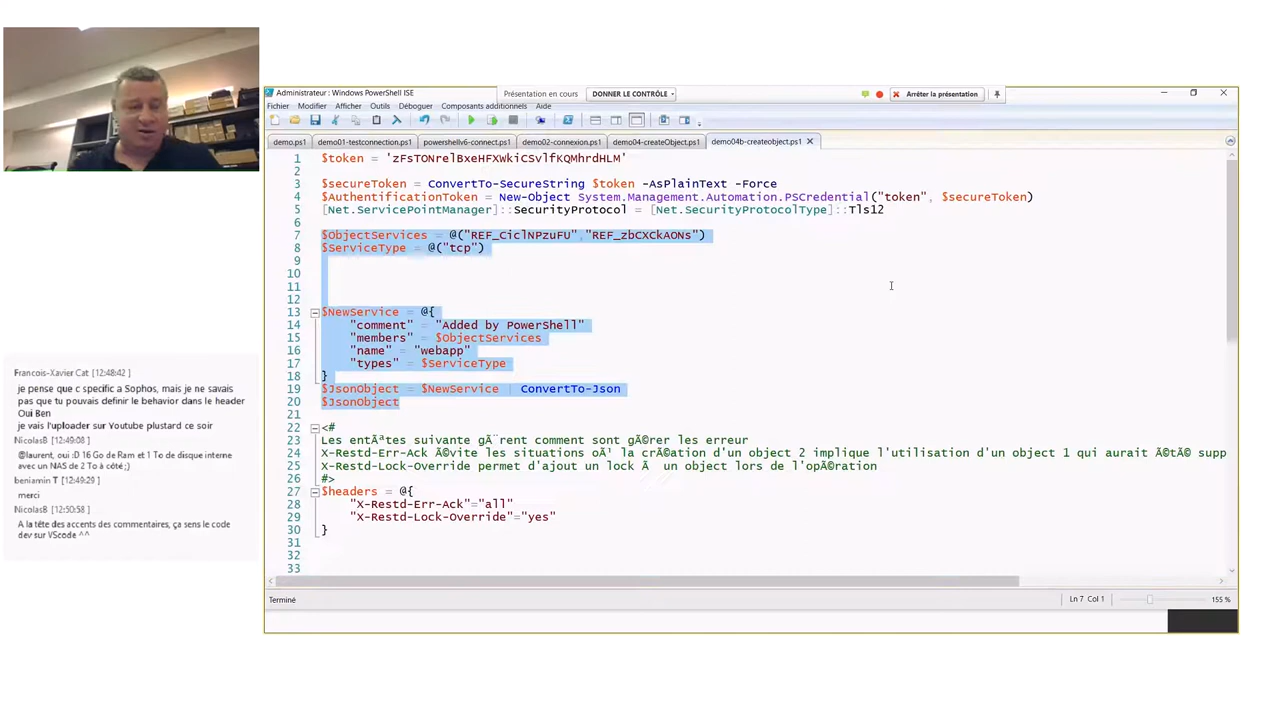 Administrateur : Windows PowerShell ISE
Présentation en cours
DONNER LE CONTRÔLE
Arrêter la présentation
Fichier Modifier Afficher Outils Déboguer Composants additionnels Aide
demo.ps1 demo01-testconnection.ps1 powershellv6-connect.ps1 demo02-connexion.ps1 demo04-createObject.ps1 demo04b-createobject.ps1 X
1 $token = 'zFsTONrelBxeHFXWkiCSvlfKQMhrdHLM'
2
3 $secureToken = ConvertTo-SecureString $token -AsPlainText -Force
4 $AuthentificationToken = New-Object System.Management.Automation.PSCredential("token", $secureToken)
5 [Net.ServicePointManager]::SecurityProtocol = [Net.SecurityProtocolType]::Tls12
6
7 $ObjectServices = @("REF_CiclNPzuFU","REF_zbCXCkAONs")
8 $ServiceType = @("tcp")
9
10
11
12
13 $NewService = @{
14 "comment" = "Added by PowerShell"
15 "members" = $ObjectServices
16 "name" = "webapp"
17 "types" = $ServiceType
18 }
19 $JsonObject = $NewService | ConvertTo-Json
20 $JsonObject
21
22 <#
23 Les entÃªtes suivante gÃ¨rent comment sont gÃ©rer les erreur
24 X-Restd-Err-Ack Ã©vite les situations oÃ¹ la crÃ©ation d'un object 2 implique l'utilisation d'un object 1 qui aurait Ã©tÃ© supp
25 X-Restd-Lock-Override permet d'ajout un lock Ã un object lors de l'opÃ©ration
26 #>
27 $headers = @{
28 "X-Restd-Err-Ack"="all"
29 "X-Restd-Lock-Override"="yes"
30 }
31
32
33
Terminé
Ln 7 Col 1
155 %
Francois-Xavier Cat [12:48:42]
je pense que c specific a Sophos, mais je ne savais
pas que tu pouvais definir le behavior dans le header
Oui Ben
je vais l'uploader sur Youtube plustard ce soir
NicolasB [12:49:08]
@laurent, oui :D 16 Go de Ram et 1 To de disque interne
avec un NAS de 2 To à côté ;)
beniamin T [12:49:29]
merci
NicolasB [12:50:58]
A la tête des accents des commentaires, ça sens le code
dev sur VScode ^^